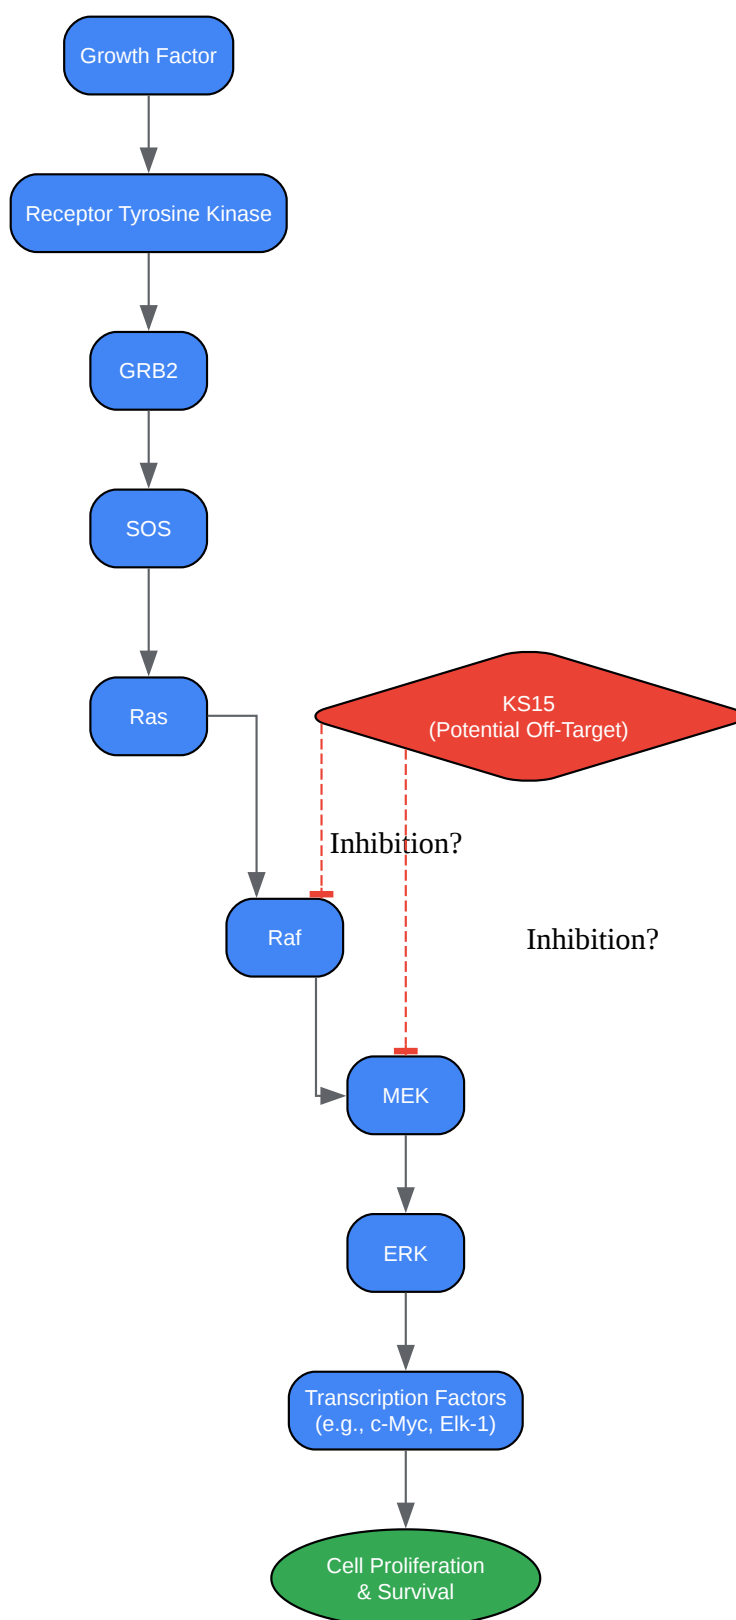 Growth Factor
Receptor Tyrosine Kinase
GRB2
SOS
Ras
KS15
(Potential Off-Target)
Inhibition?
Raf
Inhibition?
MEK
ERK
Transcription Factors
(e.g., c-Myc, Elk-1)
Cell Proliferation
& Survival